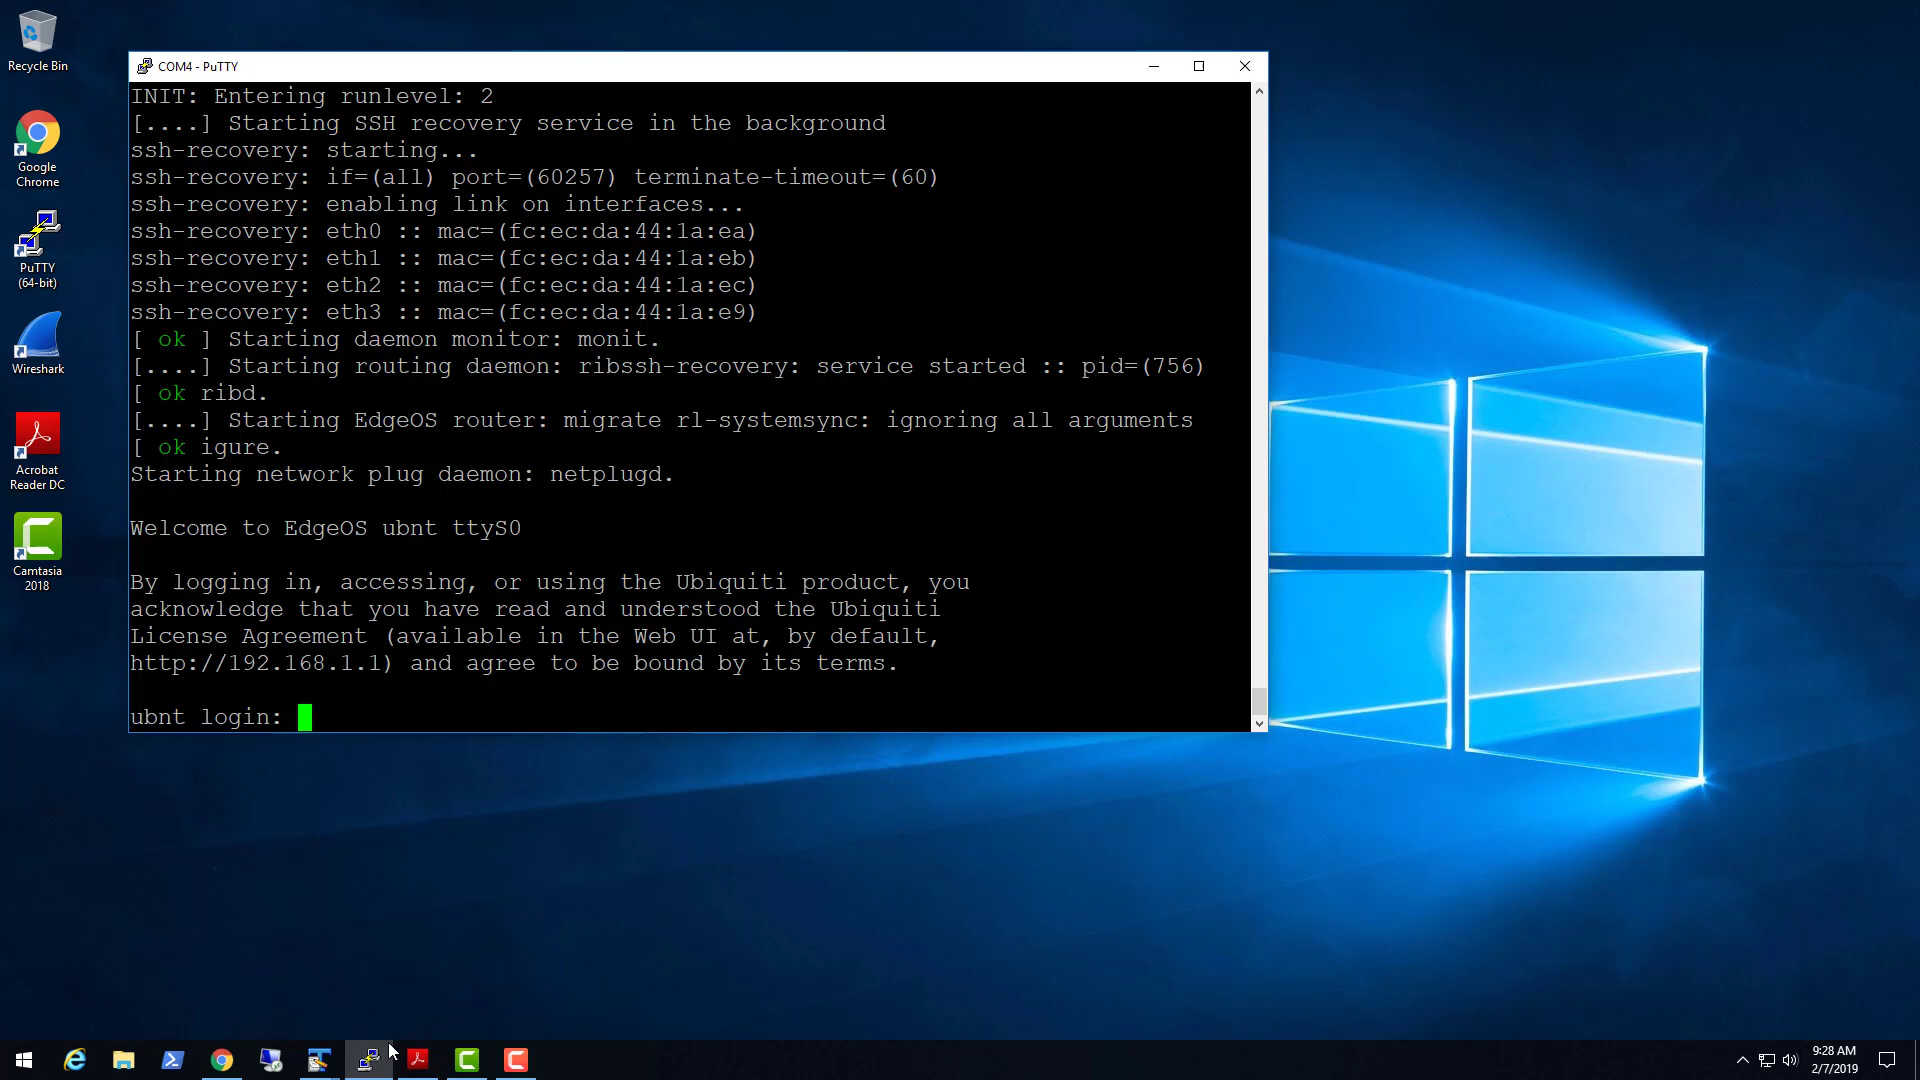 Recycle Bin
Google
Chrome
PuTTY
(64-bit)
Wireshark
Acrobat
Reader DC
Camtasia
2018
COM4 - PuTTY
INIT: Entering runlevel: 2
[....] Starting SSH recovery service in the background
ssh-recovery: starting...
ssh-recovery: if=(all) port=(60257) terminate-timeout=(60)
ssh-recovery: enabling link on interfaces...
ssh-recovery: eth0 :: mac=(fc:ec:da:44:1a:ea)
ssh-recovery: eth1 :: mac=(fc:ec:da:44:1a:eb)
ssh-recovery: eth2 :: mac=(fc:ec:da:44:1a:ec)
ssh-recovery: eth3 :: mac=(fc:ec:da:44:1a:e9)
[ ok ] Starting daemon monitor: monit.
[....] Starting routing daemon: ribssh-recovery: service started :: pid=(756)
[ ok ribd.
[....] Starting EdgeOS router: migrate rl-systemsync: ignoring all arguments
[ ok igure.
Starting network plug daemon: netplugd.
Welcome to EdgeOS ubnt ttyS0
By logging in, accessing, or using the Ubiquiti product, you
acknowledge that you have read and understood the Ubiquiti
License Agreement (available in the Web UI at, by default,
http://192.168.1.1) and agree to be bound by its terms.
ubnt login:
9:28 AM
2/7/2019